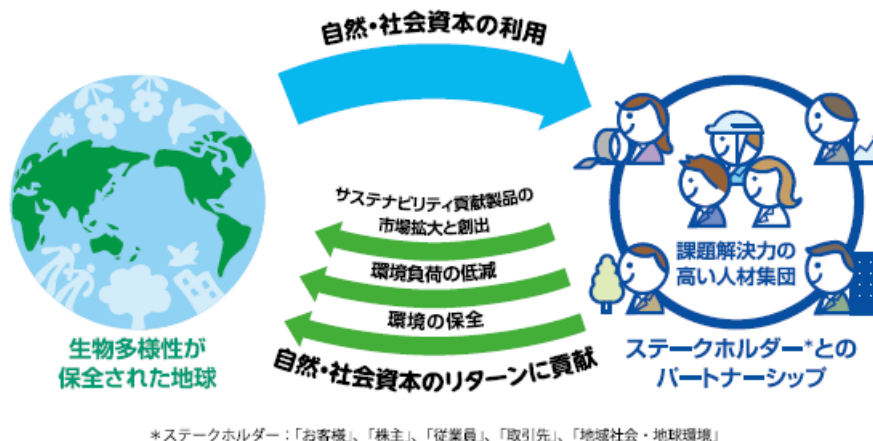 自然・社会資本の利用
サステナビリティ貢献製品の
市場拡大と創出
環境負荷の低減
環境の保全
自然・社会資本のリターンに貢献
生物多様性が
保全された地球
課題解決力の
高い人材集団
ステークホルダー*との
パートナーシップ
*ステークホルダー：「お客様」、「株主」、「従業員」、「取引先」、「地域社会・地球環境」